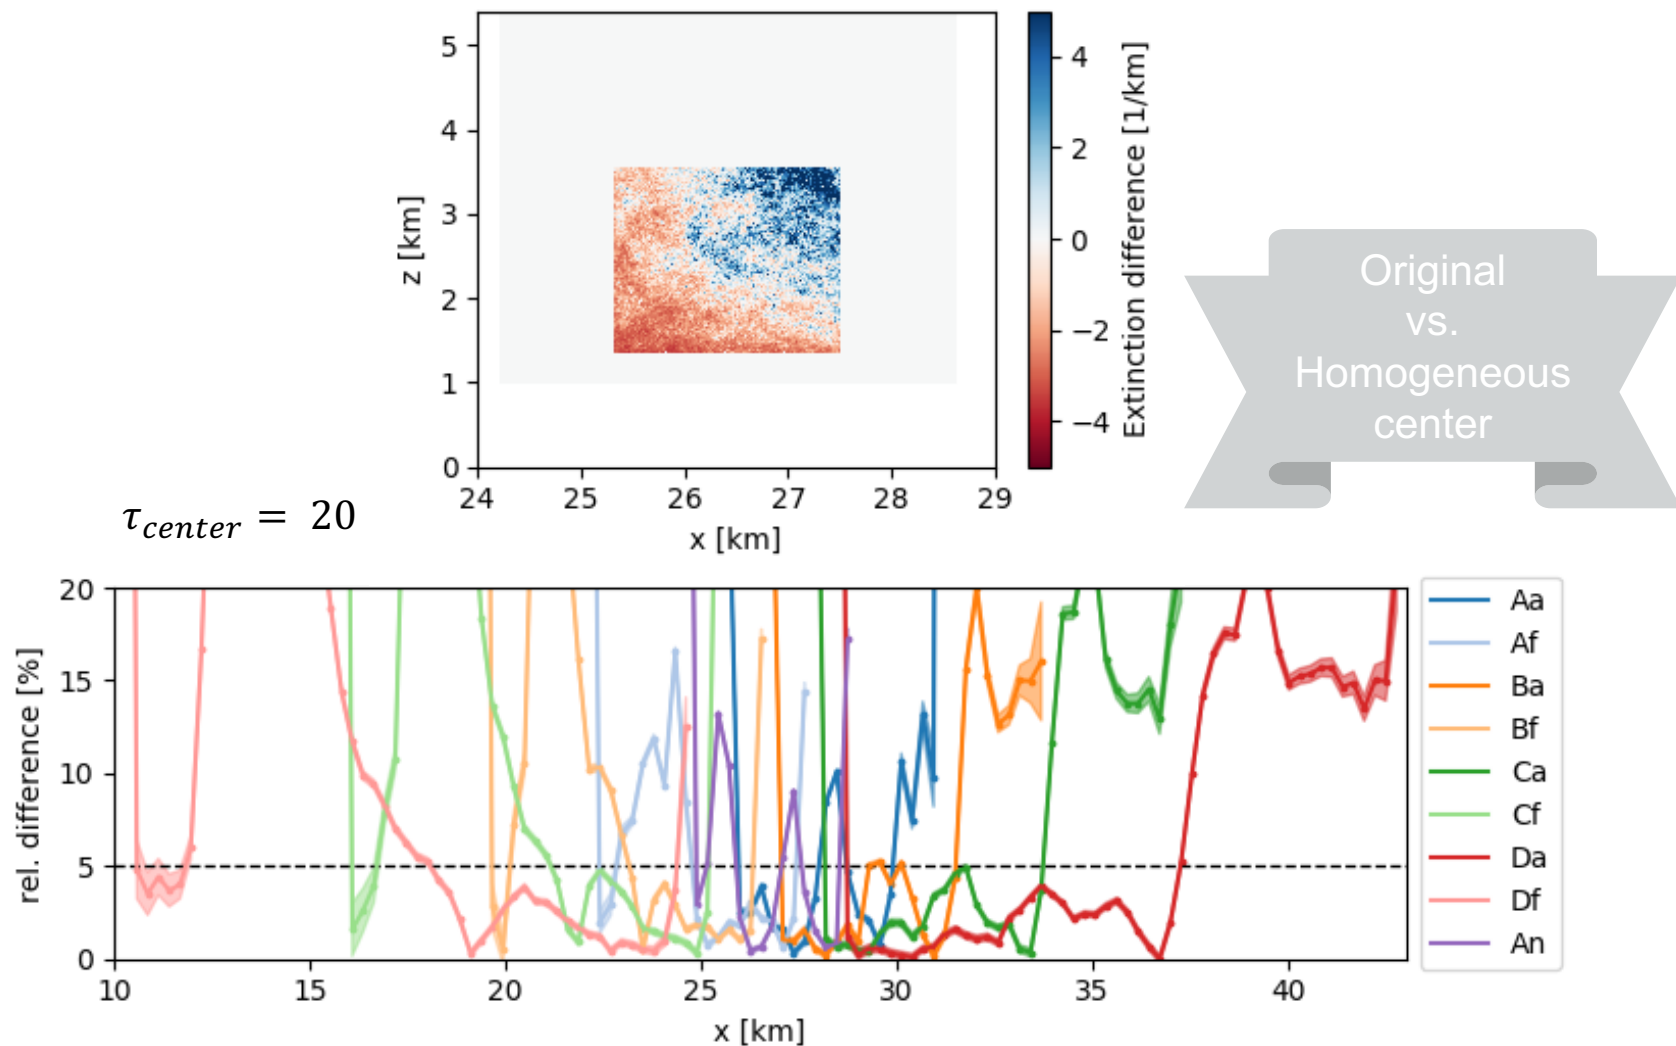 5
4
3
2
1
0
z [km]
24 25 26 27 28 29
x [km]
4
2
0
−2
−4
Extinction difference [1/km]
Original
vs.
Homogeneous
center
τcenter = 20
20
15
10
5
0
rel. difference [%]
10 15 20 25 30 35 40
x [km]
Aa
Af
Ba
Bf
Ca
Cf
Da
Df
An